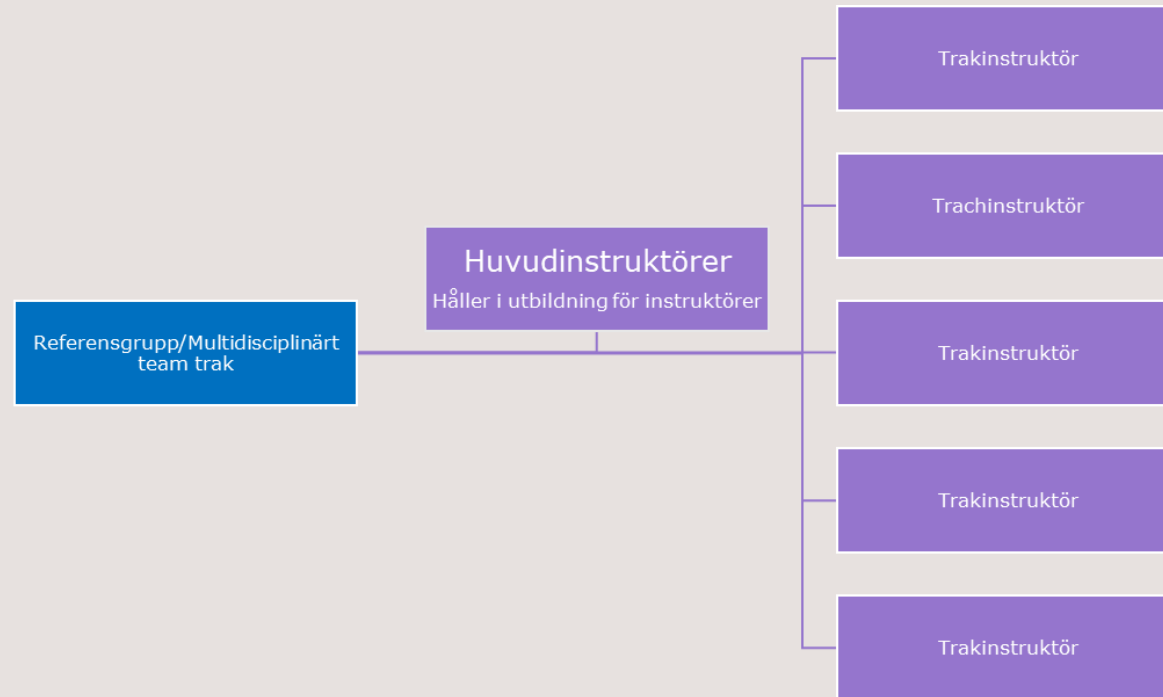 Referensgrupp/Multidisciplinärt
team trak
Huvudinstruktörer
Håller i utbildning för instruktörer
Trakinstruktör
Trachinstruktör
Trakinstruktör
Trakinstruktör
Trakinstruktör